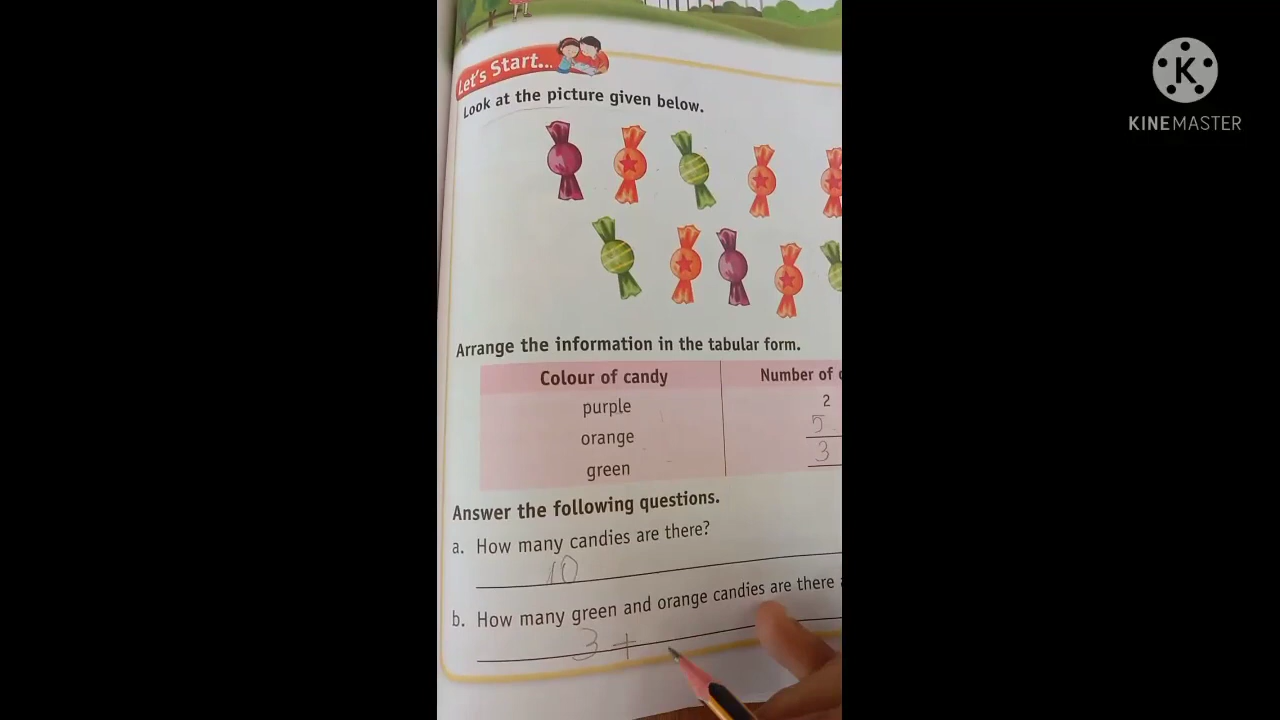 Let's Start...
Look at the picture given below.
Arrange the information in the tabular form.
Colour of candy Number of
purple 2
orange 5
green 3
Answer the following questions.
a. How many candies are there?
10
b. How many green and orange candies are there
3 +
K
KINEMASTER